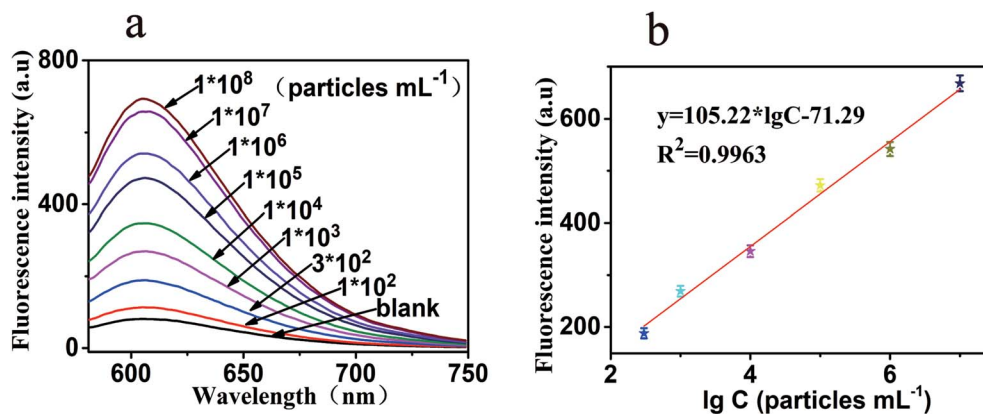 a
Fluorescence intensity (a.u)
800
400
0
600
650
700
750
Wavelength（nm）
(particles mL⁻¹)
1*10⁸
1*10⁷
1*10⁶
1*10⁵
1*10⁴
1*10³
3*10²
1*10²
blank
b
Fluorescence intensity (a.u)
600
400
200
2
4
6
lg C (particles mL⁻¹)
y=105.22*lgC-71.29
R²=0.9963